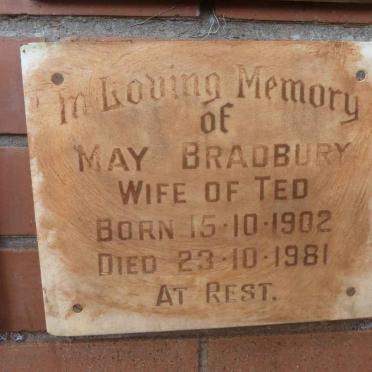 In Loving Memory
of
MAY BRADBURY
WIFE OF TED
BORN 15·10·1902
DIED 23·10·1981
AT REST.